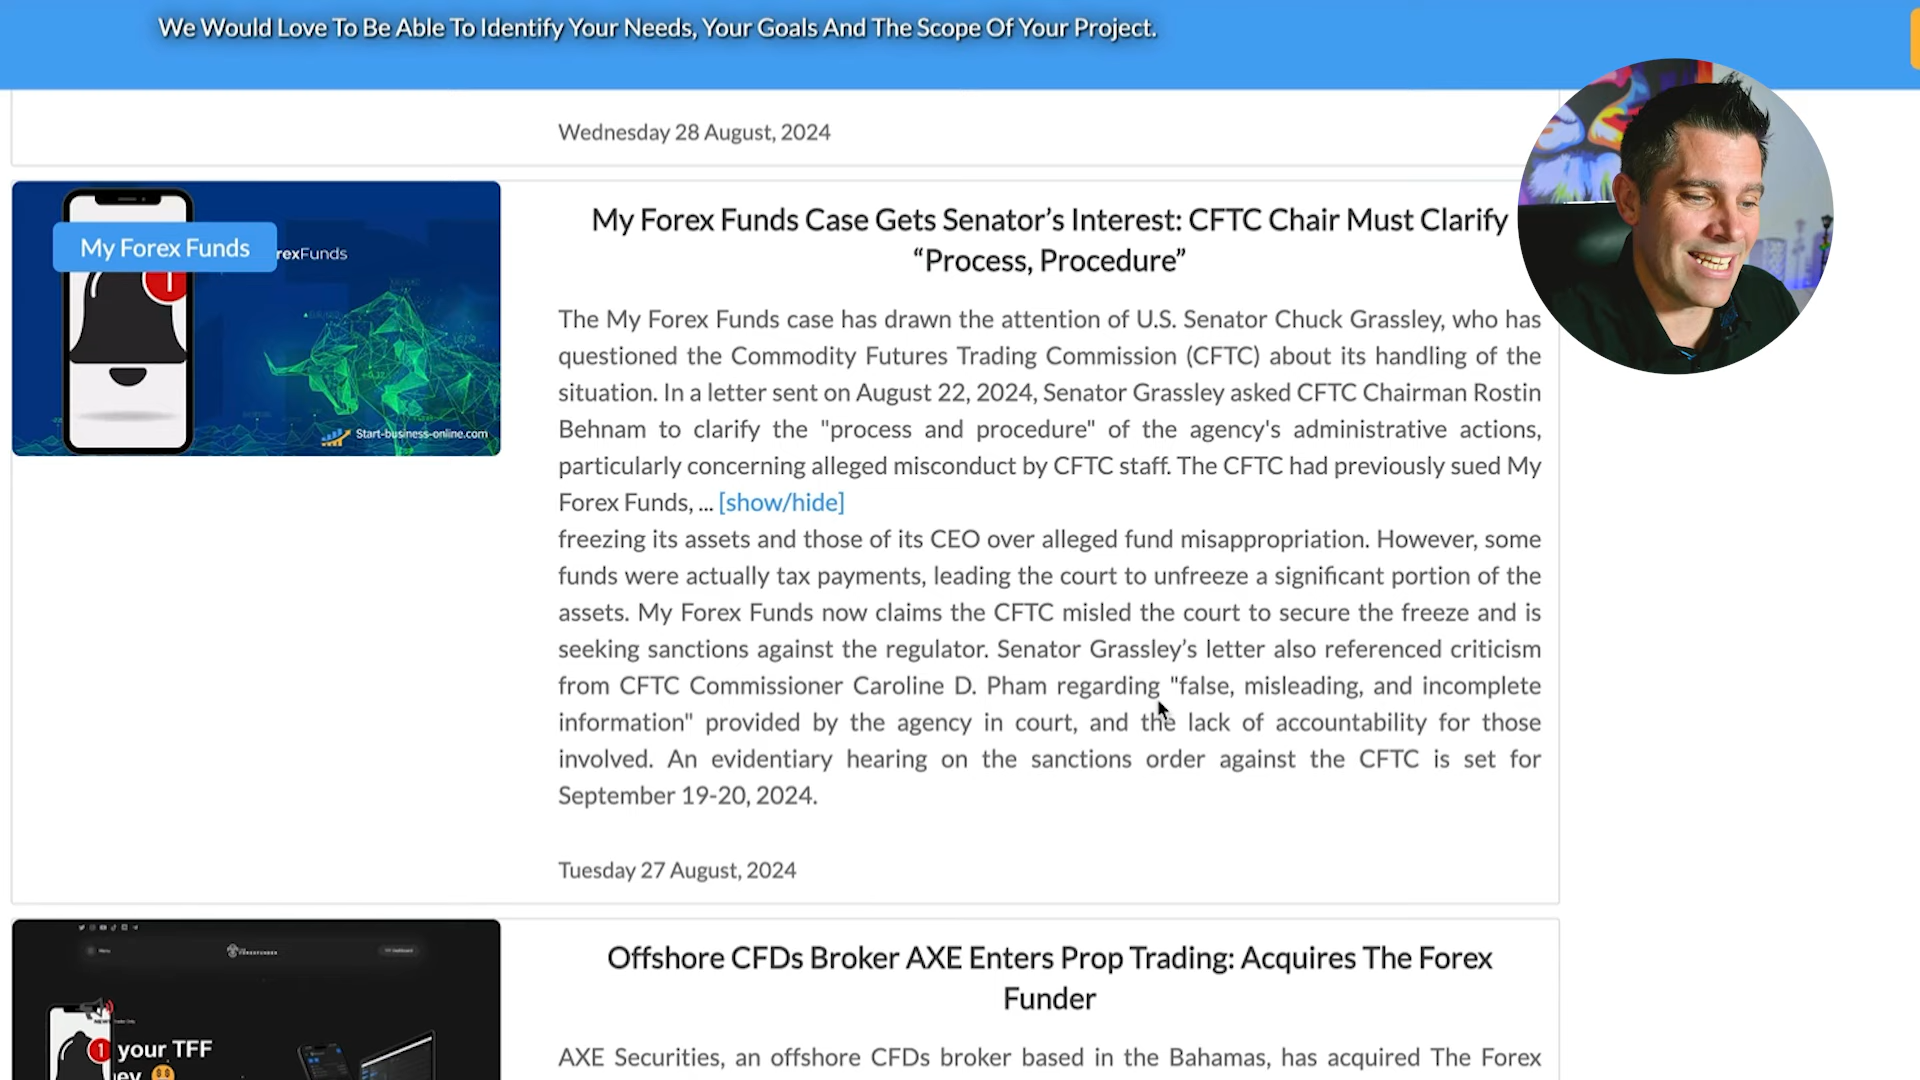 We Would Love To Be Able To Identify Your Needs, Your Goals And The Scope Of Your Project.
Wednesday 28 August, 2024
My Forex Funds
rexFunds
1
Start-business-online.com
My Forex Funds Case Gets Senator’s Interest: CFTC Chair Must Clarify
“Process, Procedure”
The My Forex Funds case has drawn the attention of U.S. Senator Chuck Grassley, who has
questioned the Commodity Futures Trading Commission (CFTC) about its handling of the
situation. In a letter sent on August 22, 2024, Senator Grassley asked CFTC Chairman Rostin
Behnam to clarify the "process and procedure" of the agency's administrative actions,
particularly concerning alleged misconduct by CFTC staff. The CFTC had previously sued My
Forex Funds, ... [show/hide]
freezing its assets and those of its CEO over alleged fund misappropriation. However, some
funds were actually tax payments, leading the court to unfreeze a significant portion of the
assets. My Forex Funds now claims the CFTC misled the court to secure the freeze and is
seeking sanctions against the regulator. Senator Grassley’s letter also referenced criticism
from CFTC Commissioner Caroline D. Pham regarding "false, misleading, and incomplete
information" provided by the agency in court, and the lack of accountability for those
involved. An evidentiary hearing on the sanctions order against the CFTC is set for
September 19-20, 2024.
Tuesday 27 August, 2024
Menu
1
your TFF
Offshore CFDs Broker AXE Enters Prop Trading: Acquires The Forex
Funder
AXE Securities, an offshore CFDs broker based in the Bahamas, has acquired The Forex